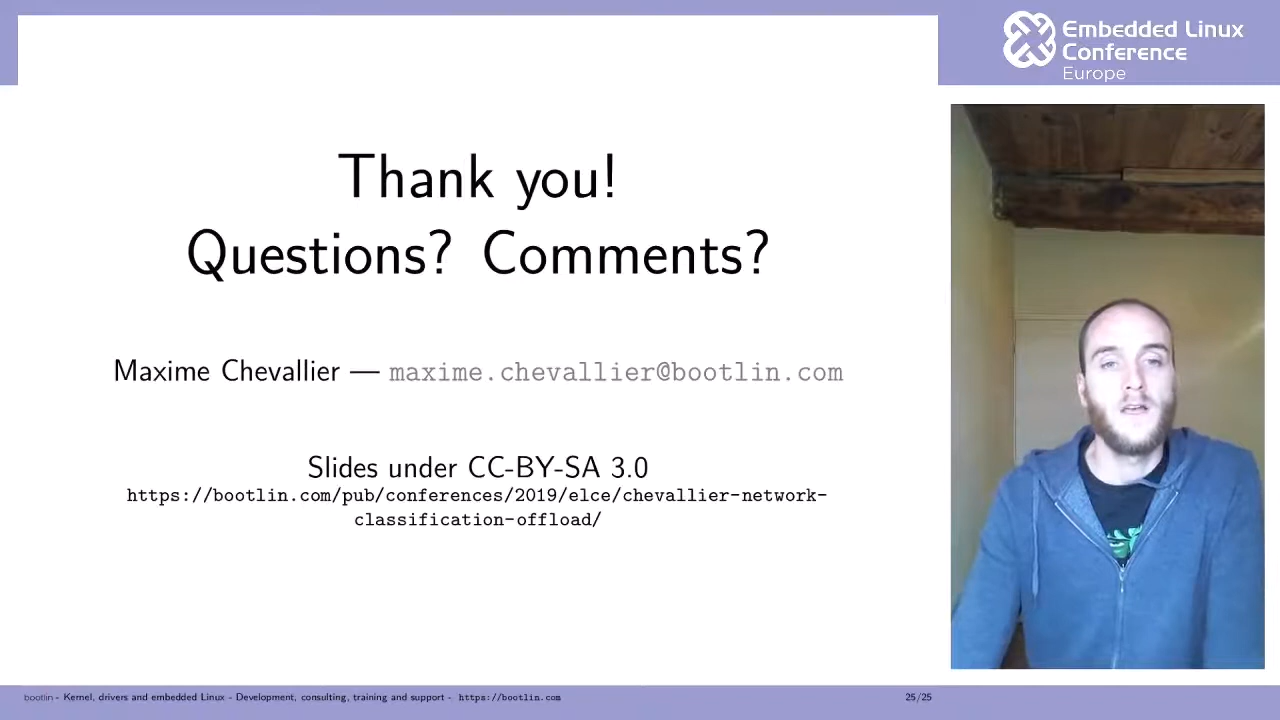 Embedded Linux
Conference
Europe
Thank you!
Questions? Comments?
Maxime Chevallier — maxime.chevallier@bootlin.com
Slides under CC-BY-SA 3.0
https://bootlin.com/pub/conferences/2019/elce/chevallier-network-
classification-offload/
bootlin - Kernel, drivers and embedded Linux - Development, consulting, training and support - https://bootlin.com
25/25